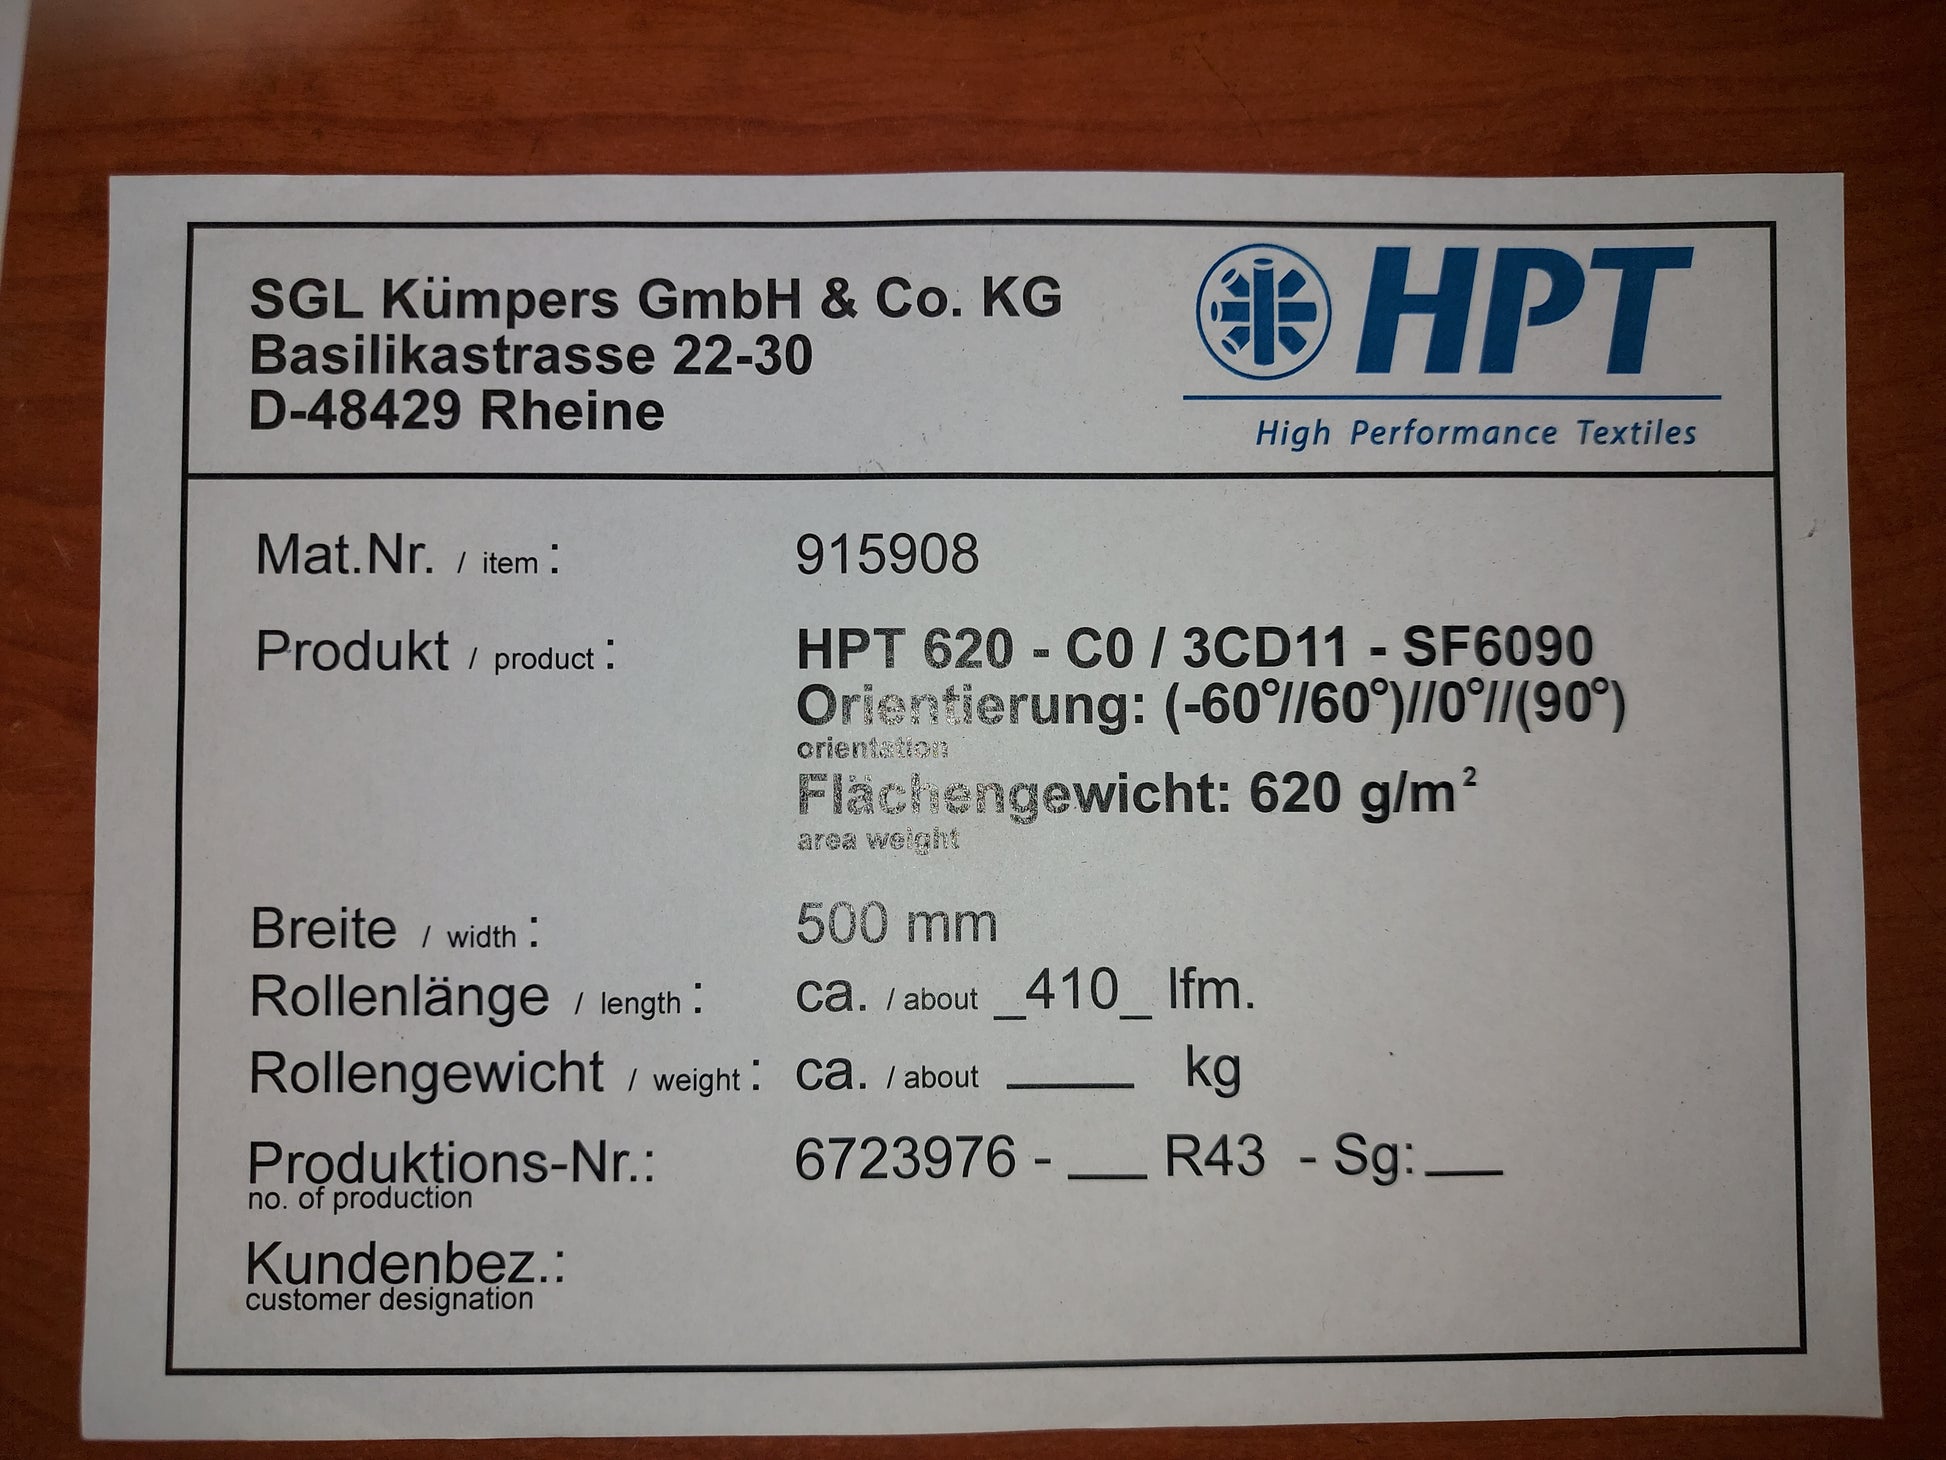 SGL Kümpers GmbH & Co. KG
Basilikastrasse 22-30
D-48429 Rheine
HPT
High Performance Textiles
Mat.Nr. / item : 915908
Produkt / product : HPT 620 - C0 / 3CD11 - SF6090
Orientierung: (-60°//60°)//0°//(90°)
orientation
Flächengewicht: 620 g/m²
area weight
Breite / width : 500 mm
Rollenlänge / length : ca. / about _410_ lfm.
Rollengewicht / weight : ca. / about ____ kg
Produktions-Nr.: 6723976 - __ R43 - Sg:__
no. of production
Kundenbez.:
customer designation